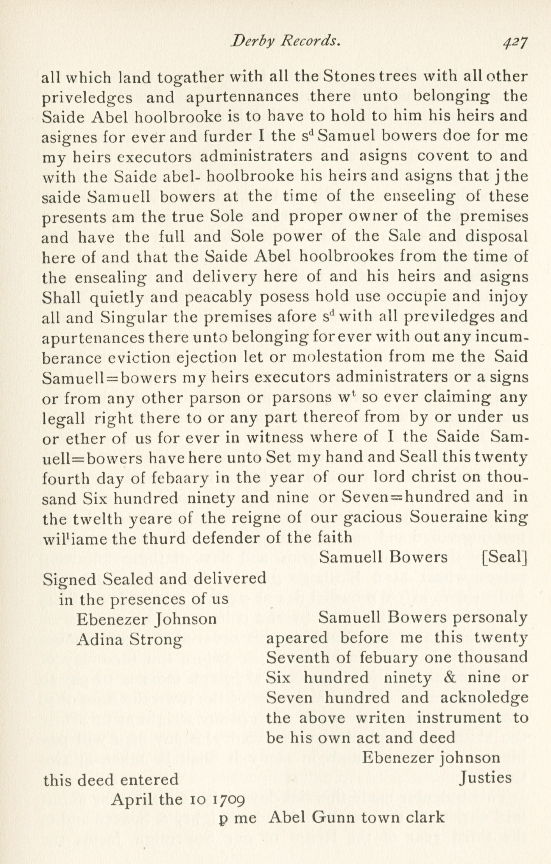 Derby Records. 427
all which land togather with all the Stones trees with all other
priveledges and apurtennances there unto belonging the
Saide Abel hoolbrooke is to have to hold to him his heirs and
asignes for ever and furder I the sᵈ Samuel bowers doe for me
my heirs executors administraters and asigns covent to and
with the Saide abel- hoolbrooke his heirs and asigns that j the
saide Samuell bowers at the time of the enseeling of these
presents am the true Sole and proper owner of the premises
and have the full and Sole power of the Sale and disposal
here of and that the Saide Abel hoolbrookes from the time of
the ensealing and delivery here of and his heirs and asigns
Shall quietly and peacably posess hold use occupie and injoy
all and Singular the premises afore sᵈ with all previledges and
apurtenances there unto belonging for ever with out any incum-
berance eviction ejection let or molestation from me the Said
Samuell=bowers my heirs executors administraters or a signs
or from any other parson or parsons wᵗ so ever claiming any
legall right there to or any part thereof from by or under us
or ether of us for ever in witness where of I the Saide Sam-
uell=bowers have here unto Set my hand and Seall this twenty
fourth day of febaary in the year of our lord christ on thou-
sand Six hundred ninety and nine or Seven=hundred and in
the twelth yeare of the reigne of our gacious Soueraine king
wilˡiame the thurd defender of the faith
Samuell Bowers [Seal]
Signed Sealed and delivered
in the presences of us
Ebenezer Johnson
Adina Strong
Samuell Bowers personaly
apeared before me this twenty
Seventh of febuary one thousand
Six hundred ninety & nine or
Seven hundred and acknoledge
the above writen instrument to
be his own act and deed
Ebenezer johnson
Justies
this deed entered
April the 10 1709
p me Abel Gunn town clark